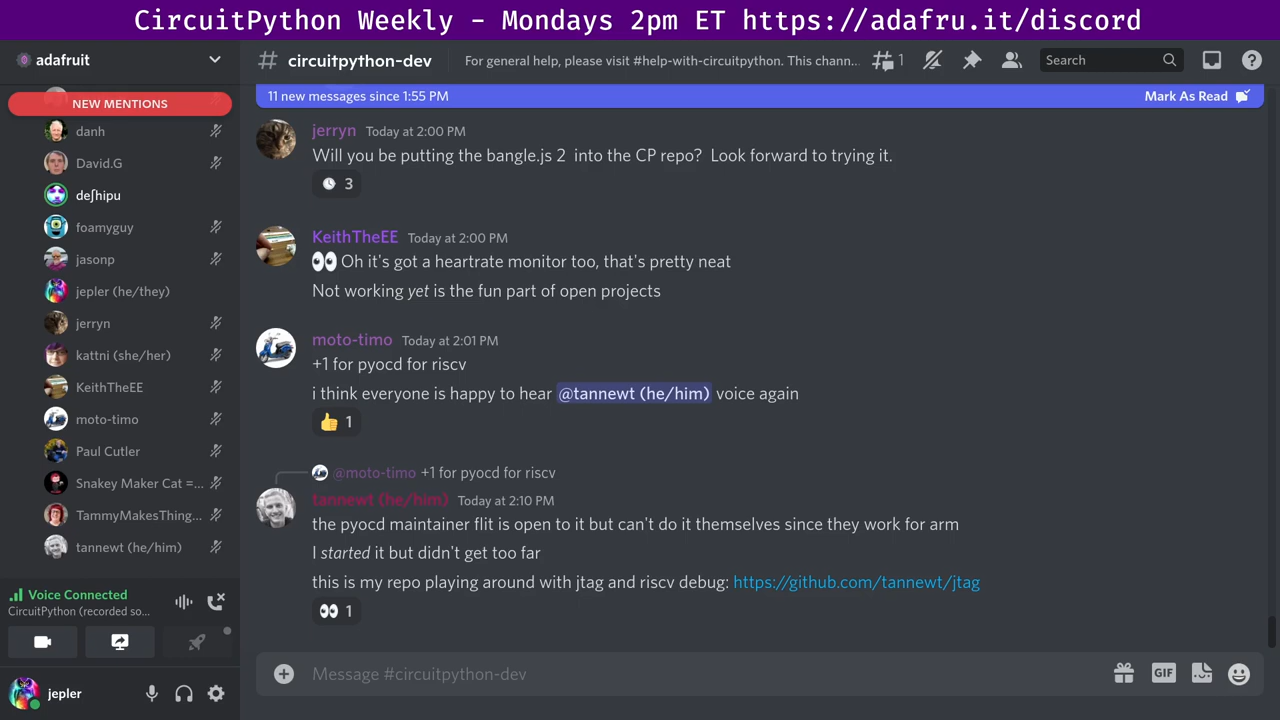 CircuitPython Weekly - Mondays 2pm ET https://adafru.it/discord
adafruit
# circuitpython-dev
For general help, please visit #help-with-circuitpython. This chann...
1
Search
NEW MENTIONS
11 new messages since 1:55 PM
Mark As Read
danh
David.G
de∫hipu
foamyguy
jasonp
jepler (he/they)
jerryn
kattni (she/her)
KeithTheEE
moto-timo
Paul Cutler
Snakey Maker Cat =...
TammyMakesThing...
tannewt (he/him)
Voice Connected
CircuitPython (recorded so...
jepler
jerryn Today at 2:00 PM
Will you be putting the bangle.js 2 into the CP repo? Look forward to trying it.
3
KeithTheEE Today at 2:00 PM
👀 Oh it's got a heartrate monitor too, that's pretty neat
Not working yet is the fun part of open projects
moto-timo Today at 2:01 PM
+1 for pyocd for riscv
i think everyone is happy to hear @tannewt (he/him) voice again
👍 1
@moto-timo +1 for pyocd for riscv
tannewt (he/him) Today at 2:10 PM
the pyocd maintainer flit is open to it but can't do it themselves since they work for arm
I started it but didn't get too far
this is my repo playing around with jtag and riscv debug: https://github.com/tannewt/jtag
👀 1
Message #circuitpython-dev
GIF